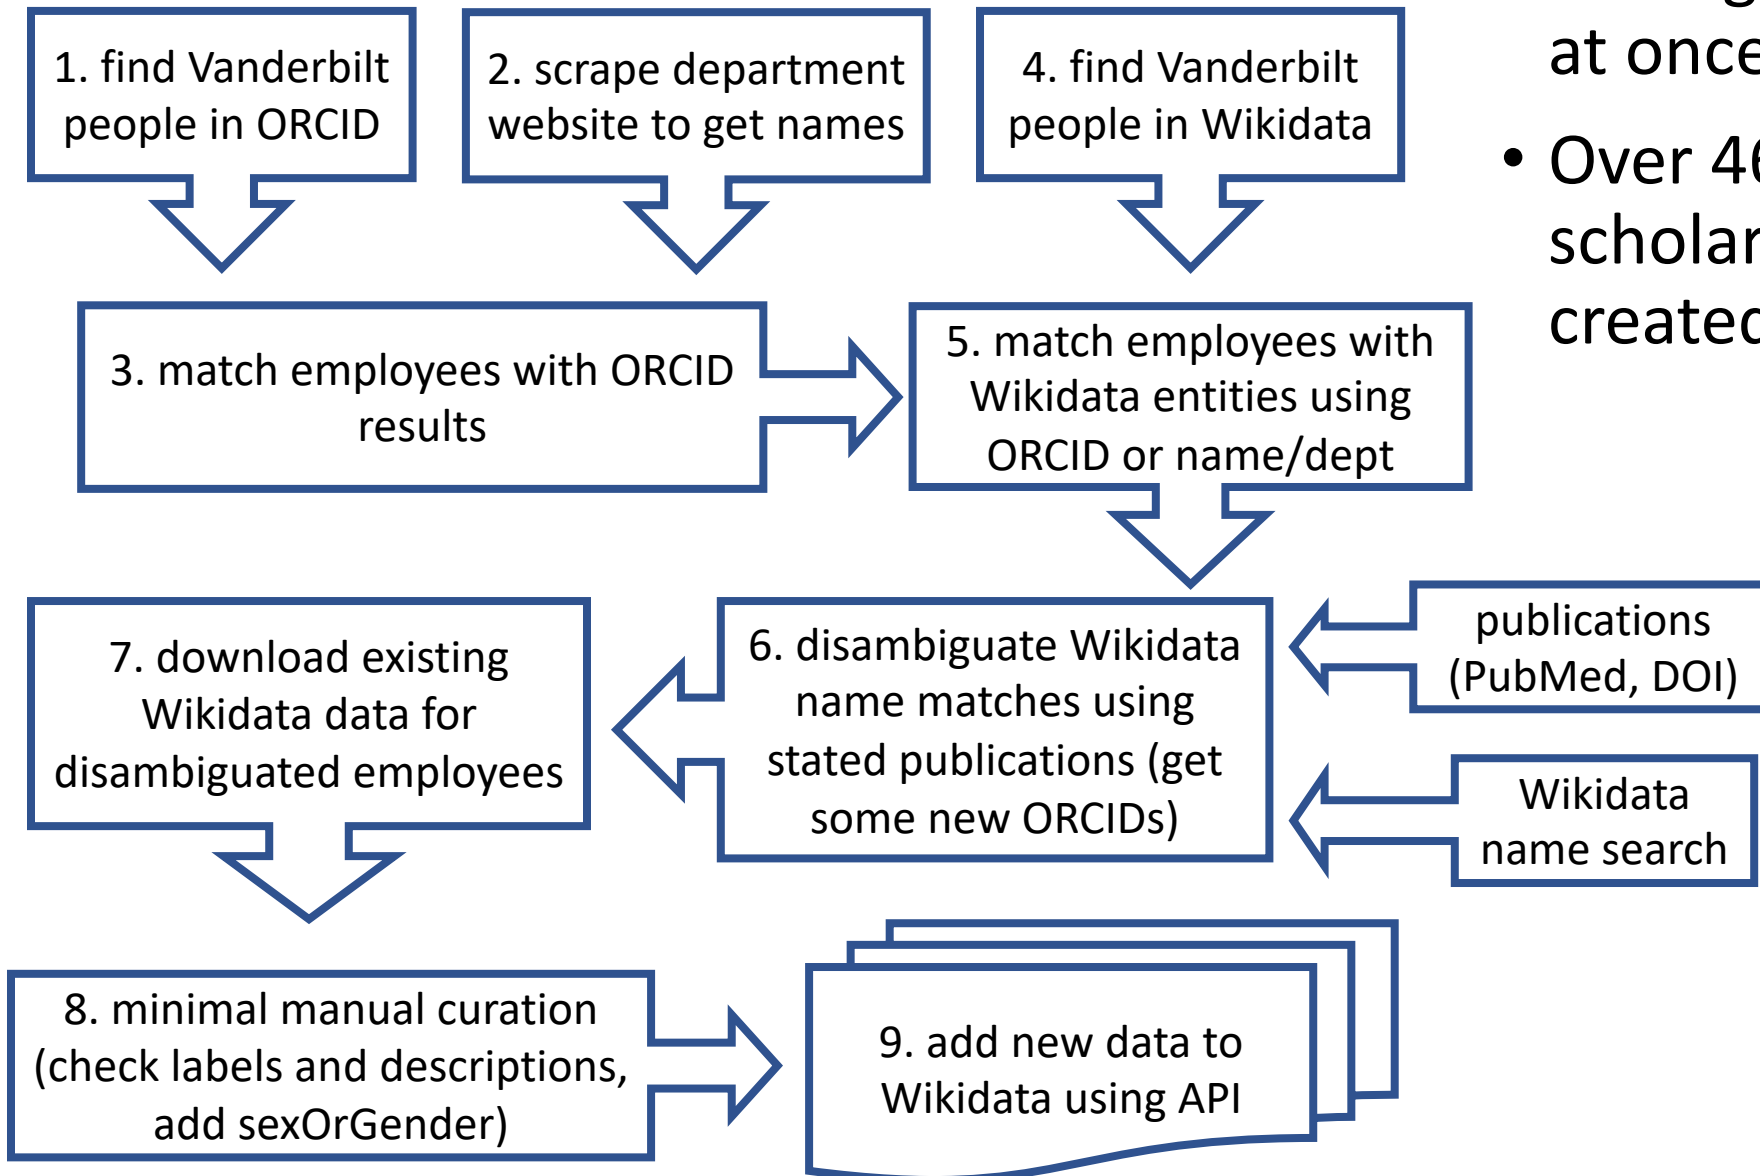 1. find Vanderbilt
people in ORCID
2. scrape department
website to get names
4. find Vanderbilt
people in Wikidata
at once
• Over
scholar
created
3. match employees with ORCID
results
5. match employees with
Wikidata entities using
ORCID or name/dept
publications
(PubMed, DOI)
6. disambiguate Wikidata
name matches using
stated publications (get
some new ORCIDs)
7. download existing
Wikidata data for
disambiguated employees
Wikidata
name search
8. minimal manual curation
(check labels and descriptions,
add sexOrGender)
9. add new data to
Wikidata using API